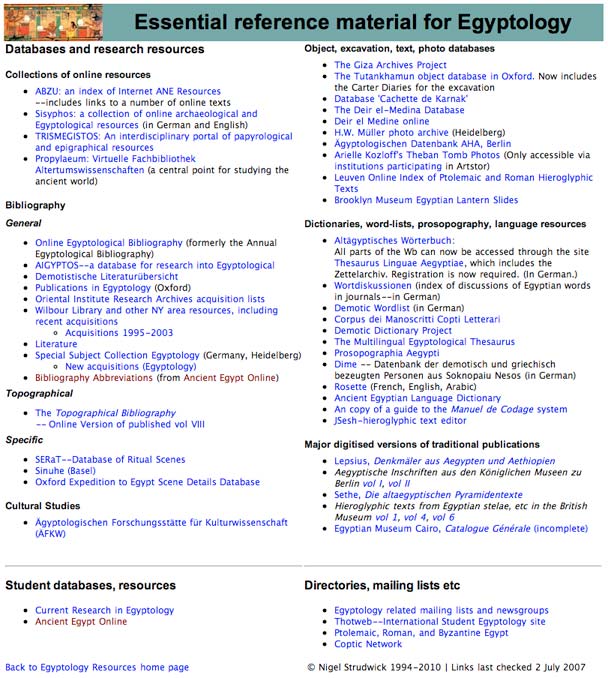 Essential reference material for Egyptology
Databases and research resources
Collections of online resources
ABZU: an index of Internet ANE Resources
--includes links to a number of online texts
Sisyphos: a collection of online archaeological and
Egyptological resources (in German and English)
TRISMEGISTOS: An interdisciplinary portal of papyrological
and epigraphical resources
Propylaeum: Virtuelle Fachbibliothek
Altertumswissenschaften (a central point for studying the
ancient world)
Bibliography
General
Online Egyptological Bibliography (formerly the Annual
Egyptological Bibliography)
AIGYPTOS--a database for research into Egyptological
Demotistische Literaturübersicht
Publications in Egyptology (Oxford)
Oriental Institute Research Archives acquisition lists
Wilbour Library and other NY area resources, including
recent acquisitions
Acquisitions 1995-2003
Literature
Special Subject Collection Egyptology (Germany, Heidelberg)
New acquisitions (Egyptology)
Bibliography Abbreviations (from Ancient Egypt Online)
Topographical
The Topographical Bibliography
-- Online Version of published vol VIII
Specific
SERaT--Database of Ritual Scenes
Sinuhe (Basel)
Oxford Expedition to Egypt Scene Details Database
Cultural Studies
Ägyptologischen Forschungsstätte für Kulturwissenschaft
(ÄFKW)
Object, excavation, text, photo databases
The Giza Archives Project
The Tutankhamun object database in Oxford. Now includes
the Carter Diaries for the excavation
Database 'Cachette de Karnak'
The Deir el-Medina Database
Deir el Medine online
H.W. Müller photo archive (Heidelberg)
Ägyptologischen Datenbank AHA, Berlin
Arielle Kozloff's Theban Tomb Photos (Only accessible via
institutions participating in Artstor)
Leuven Online Index of Ptolemaic and Roman Hieroglyphic
Texts
Brooklyn Museum Egyptian Lantern Slides
Dictionaries, word-lists, prosopography, language resources
Altägyptisches Wörterbuch:
All parts of the Wb can now be accessed through the site
Thesaurus Linguae Aegyptiae, which includes the
Zettelarchiv. Registration is now required. (In German.)
Wortdiskussionen (index of discussions of Egyptian words
in journals--in German)
Demotic Wordlist (in German)
Corpus dei Manoscritti Copti Letterari
Demotic Dictionary Project
The Multilingual Egyptological Thesaurus
Prosopographia Aegypti
Dime -- Datenbank der demotisch und griechisch
bezeugten Personen aus Soknopaiu Nesos (in German)
Rosette (French, English, Arabic)
Ancient Egyptian Language Dictionary
An copy of a guide to the Manuel de Codage system
JSesh-hieroglyphic text editor
Major digitised versions of traditional publications
Lepsius, Denkmäler aus Aegypten und Aethiopien
Aegyptische Inschriften aus den Königlichen Museen zu
Berlin vol I, vol II
Sethe, Die altaegyptischen Pyramidentexte
Hieroglyphic texts from Egyptian stelae, etc in the British
Museum vol 1, vol 4, vol 6
Egyptian Museum Cairo, Catalogue Générale (incomplete)
Student databases, resources
Current Research in Egyptology
Ancient Egypt Online
Directories, mailing lists etc
Egyptology related mailing lists and newsgroups
Thotweb--International Student Egyptology site
Ptolemaic, Roman, and Byzantine Egypt
Coptic Network
Back to Egyptology Resources home page
© Nigel Strudwick 1994-2010 | Links last checked 2 July 2007